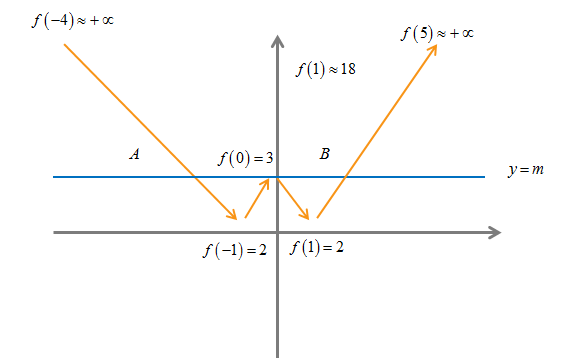 f(−4)≈+∝
f(5)≈+∝
f(1)≈18
A
f(0)=3
B
y=m
f(−1)=2
f(1)=2